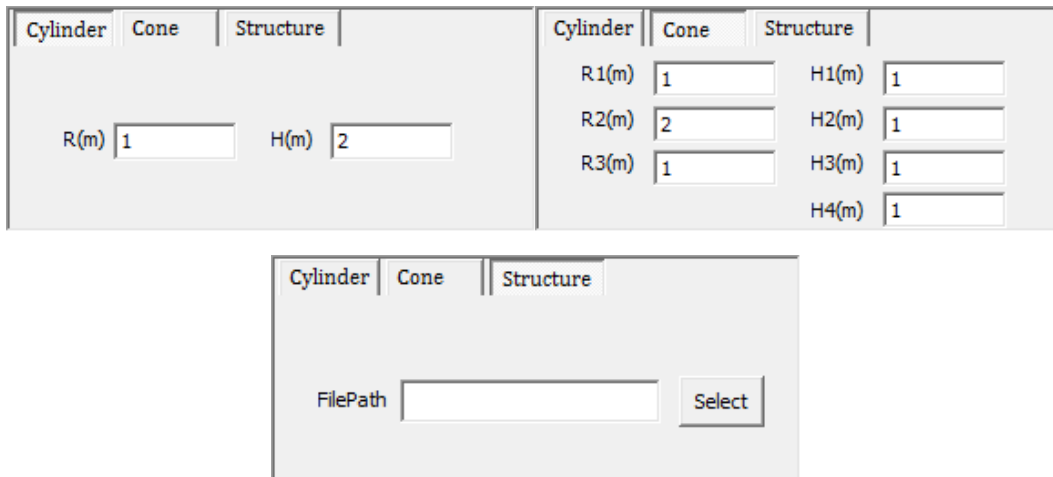 Cylinder Cone Structure
R(m) 1 H(m) 2
Cylinder Cone Structure
R1(m) 1 H1(m) 1
R2(m) 2 H2(m) 1
R3(m) 1 H3(m) 1
H4(m) 1
Cylinder Cone Structure
FilePath Select